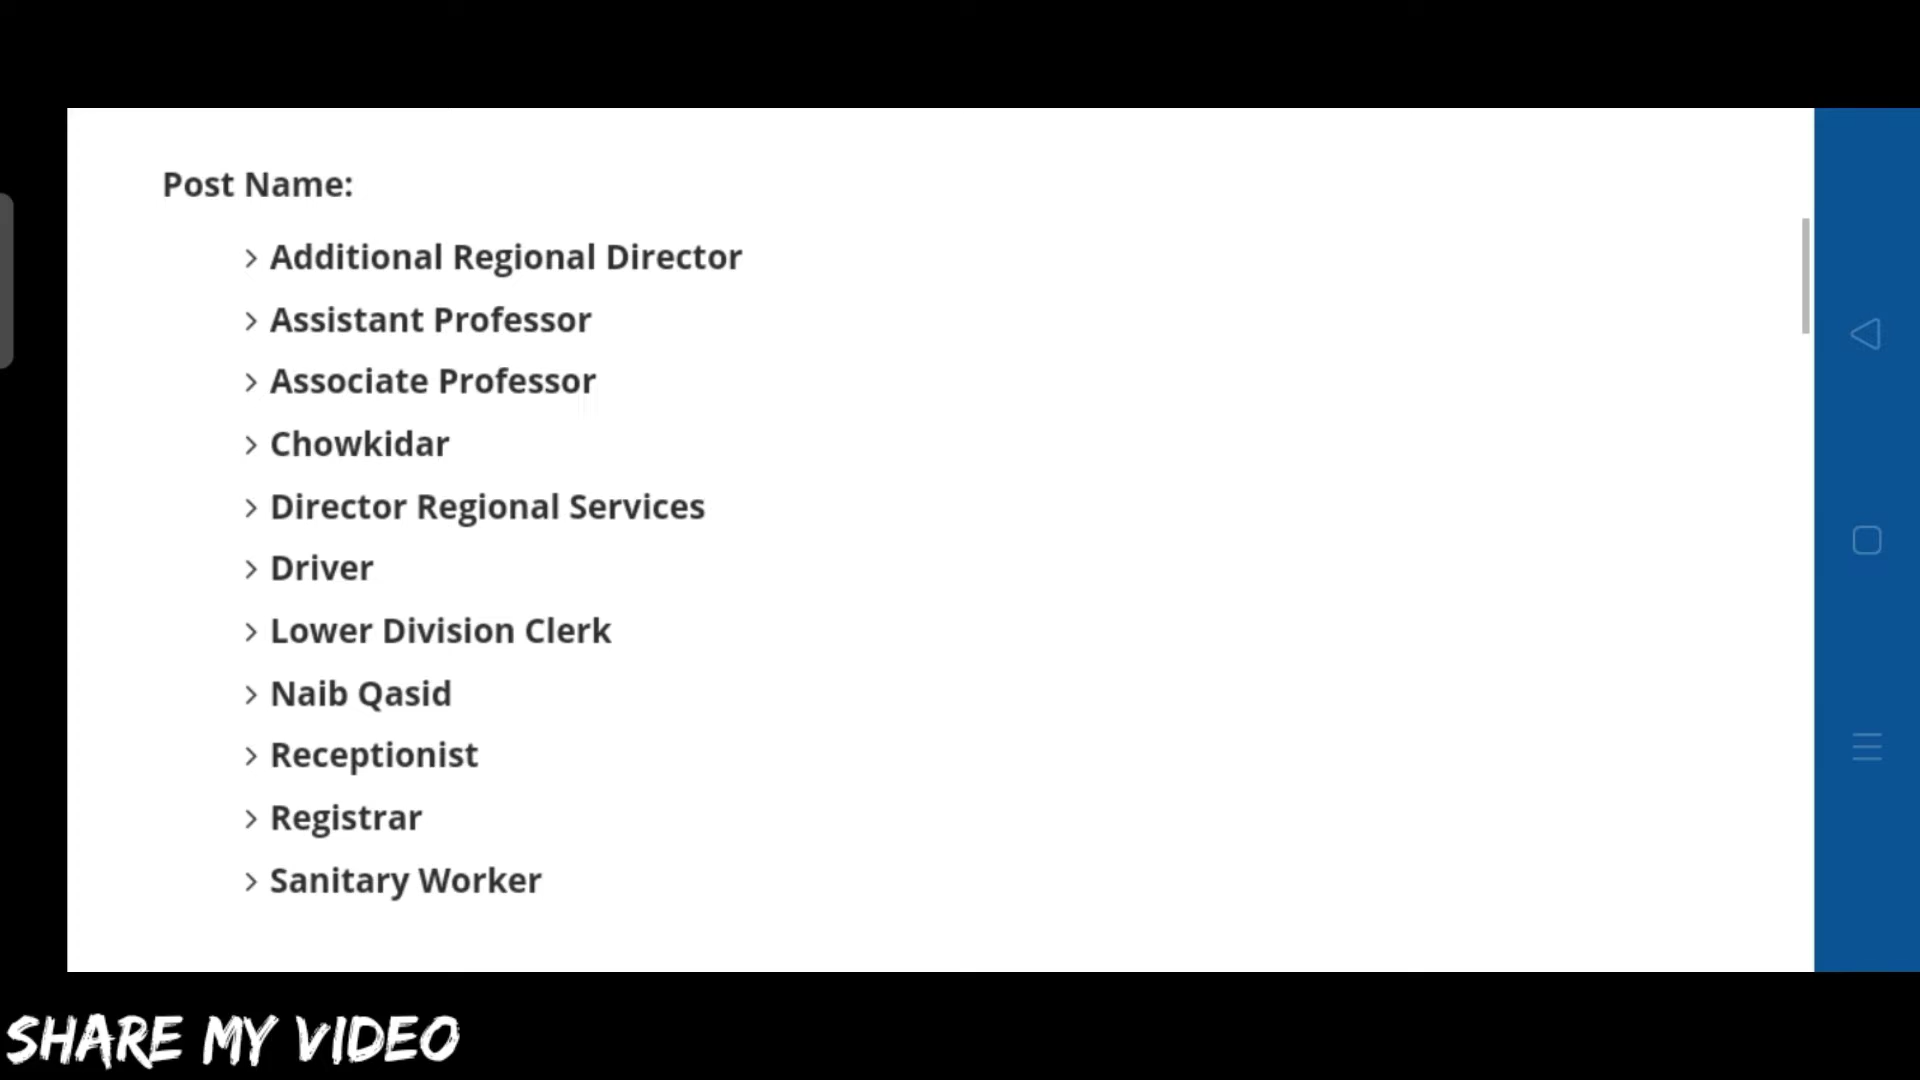 Post Name:
Additional Regional Director
Assistant Professor
Associate Professor
Chowkidar
Director Regional Services
Driver
Lower Division Clerk
Naib Qasid
Receptionist
Registrar
Sanitary Worker
SHARE MY VIDEO